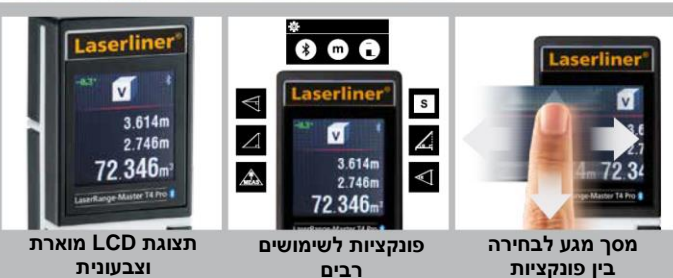 Laserliner®
-0.3°
V
3.614m
2.746m
72.346m³
LaserRange-Master T4 Pro
תצוגת LCD מוארת
וצבעונית
m
Laserliner®
S
MEAS.
-0.3°
V
3.614m
2.746m
72.346m³
LaserRange-Master T4 Pro
פונקציות לשימושים
רבים
Laserliner®
V
72.34
Master T4 Pro
מסך מגע לבחירה
בין פונקציות